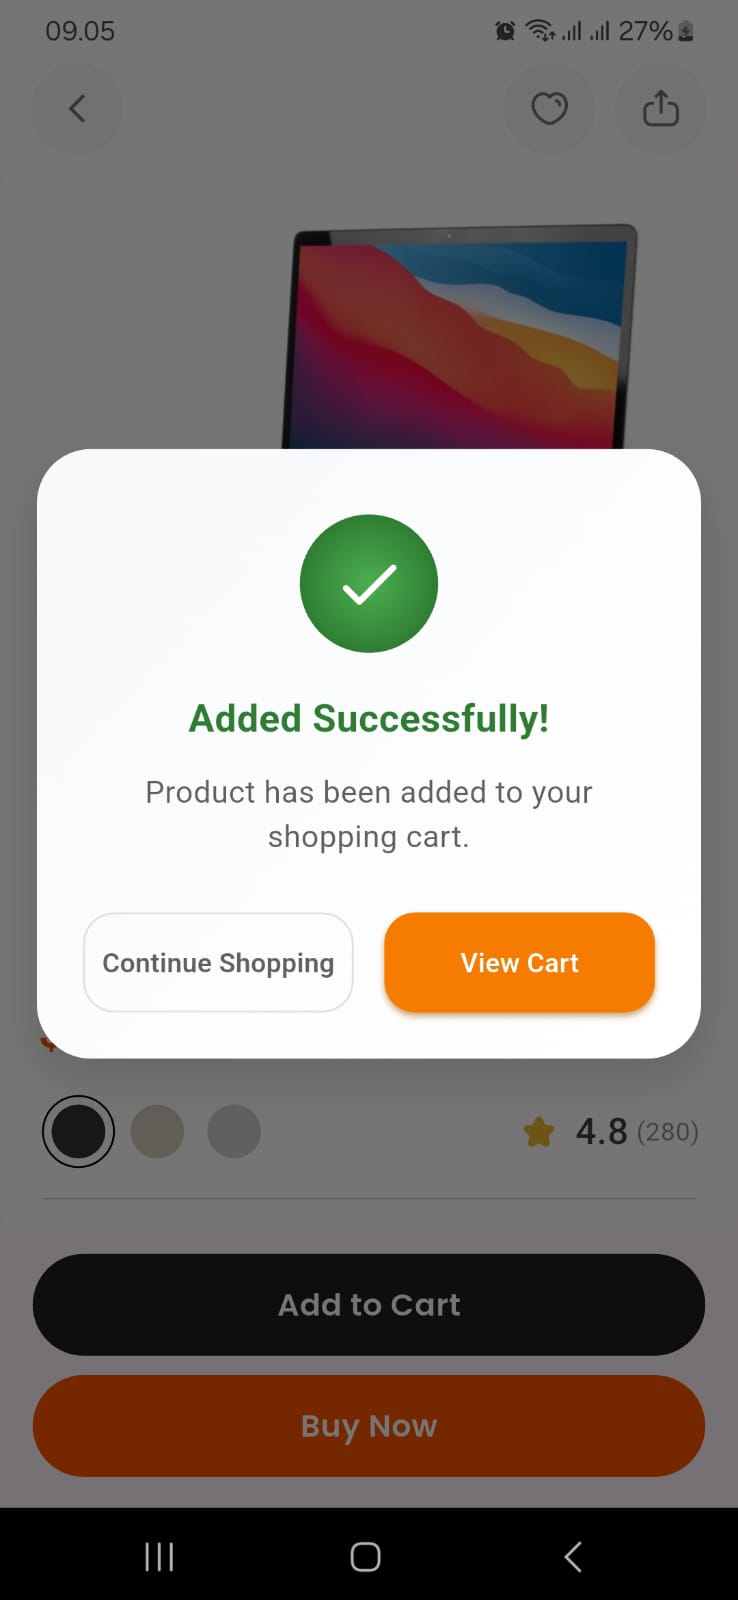 09.05
27%
Added Successfully!
Product has been added to your
shopping cart.
Continue Shopping
View Cart
4.8 (280)
Add to Cart
Buy Now